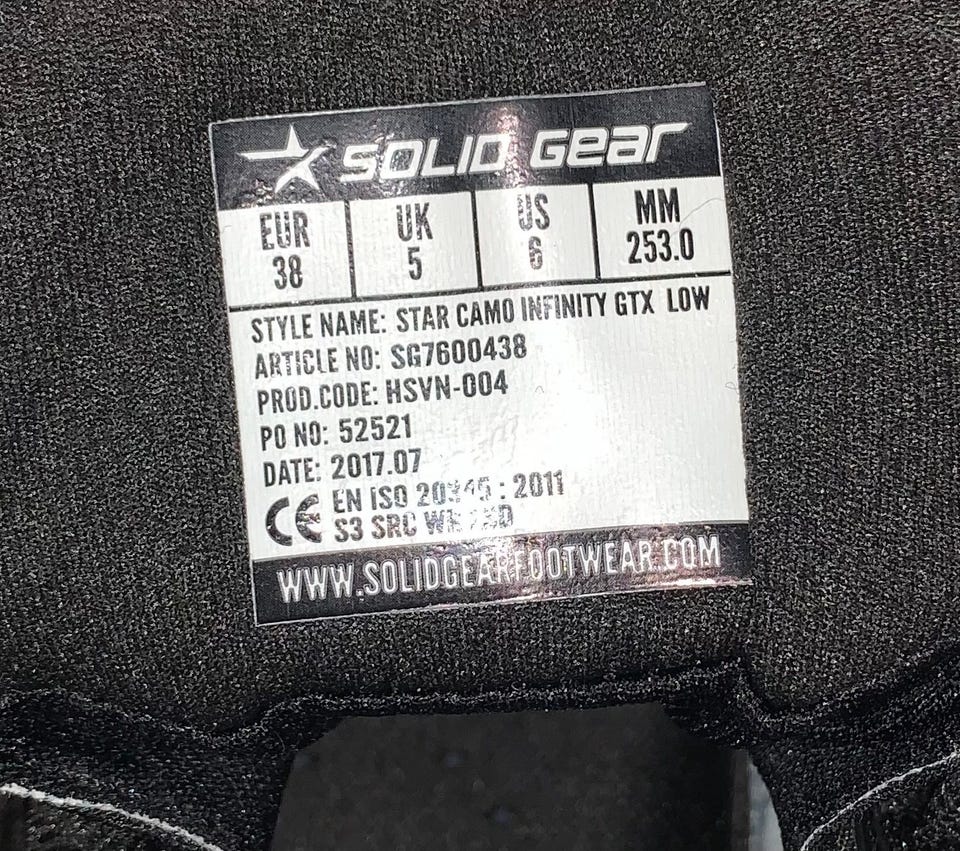 SOLID GEAR
EUR UK US MM
38 5 6 253.0
STYLE NAME: STAR CAMO INFINITY GTX LOW
ARTICLE NO: SG7600438
PROD.CODE: HSVN-004
PO NO: 52521
DATE: 2017.07
CE EN ISO 20345 : 2011
S3 SRC WR
WWW.SOLIDGEARFOOTWEAR.COM